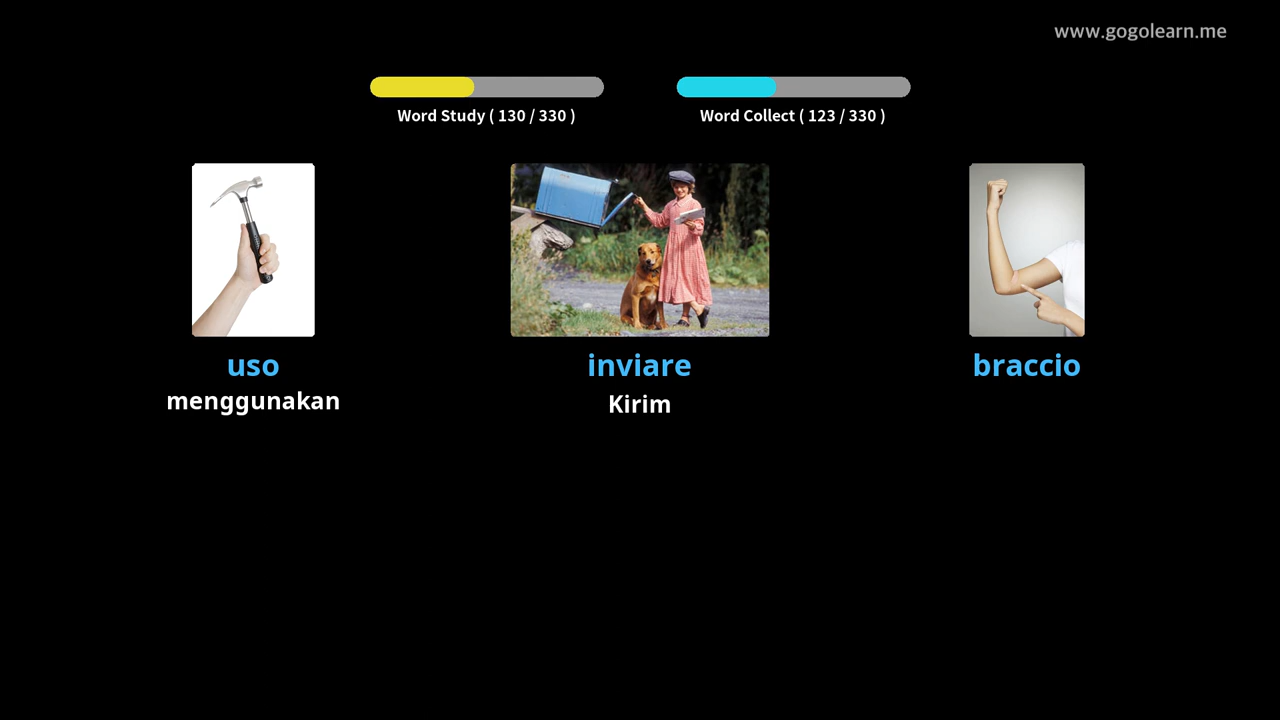 www.gogolearn.me
Word Study ( 130 / 330 )
Word Collect ( 123 / 330 )
uso
menggunakan
inviare
Kirim
braccio